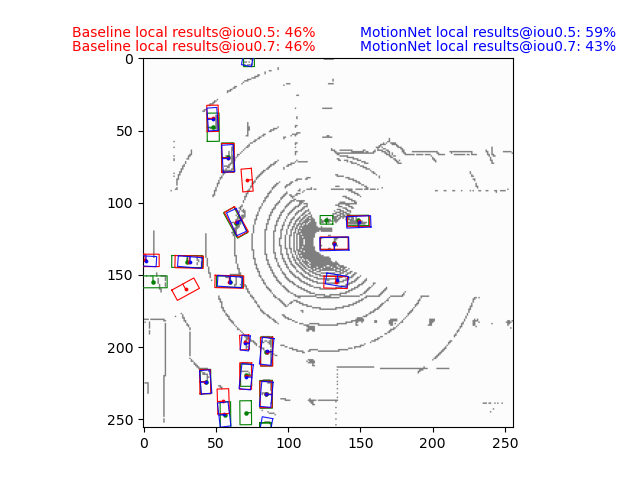 Baseline local results@iou0.5: 46%
MotionNet local results@iou0.5: 59%
Baseline local results@iou0.7: 46%
MotionNet local results@iou0.7: 43%
0
50
100
150
200
250
0 50 100 150 200 250